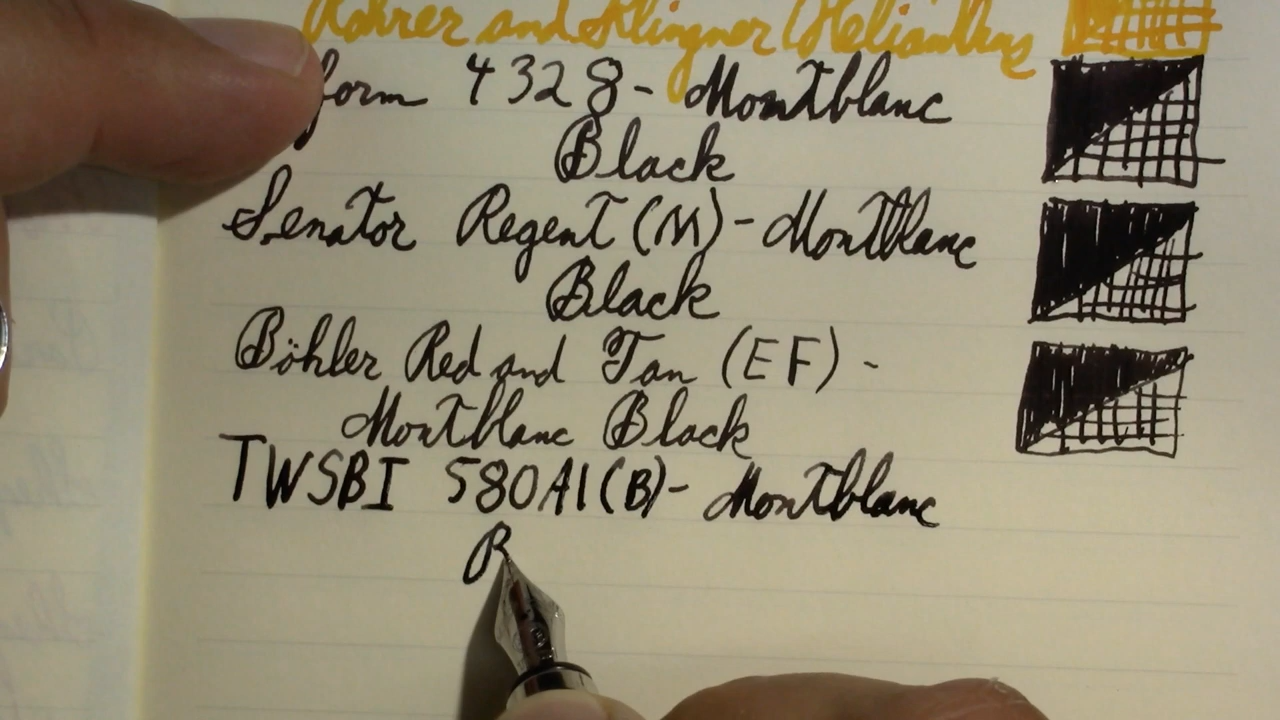 Rohrer and Klingner (Helianthus
form 4328 - Montblanc
Black
Senator Regent (M) - Montblanc
Black
Böhler Red and Tan (EF) -
Montblanc Black
TWSBI 580Al (B) - Montblanc
B